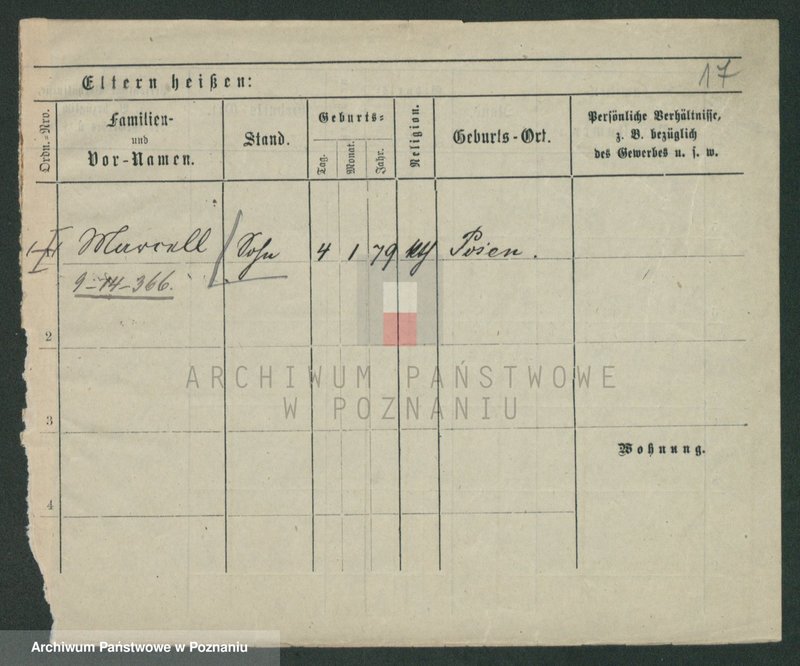 17
Eltern heißen:
Ordn.=Nro.
Familien-
und
Vor-Namen.
Stand.
Geburts=
Tag.
Monat.
Jahr.
Religion.
Geburts-Ort.
Persönliche Verhältnisse,
z. B. bezüglich
des Gewerbes u. s. w.
Marcell Sohn 4 1 79 kth Posen.
9-14-366.
2
3
4
Wohnung.
ARCHIWUM PAŃSTWOWE
W POZNANIU
Archiwum Państwowe w Poznaniu